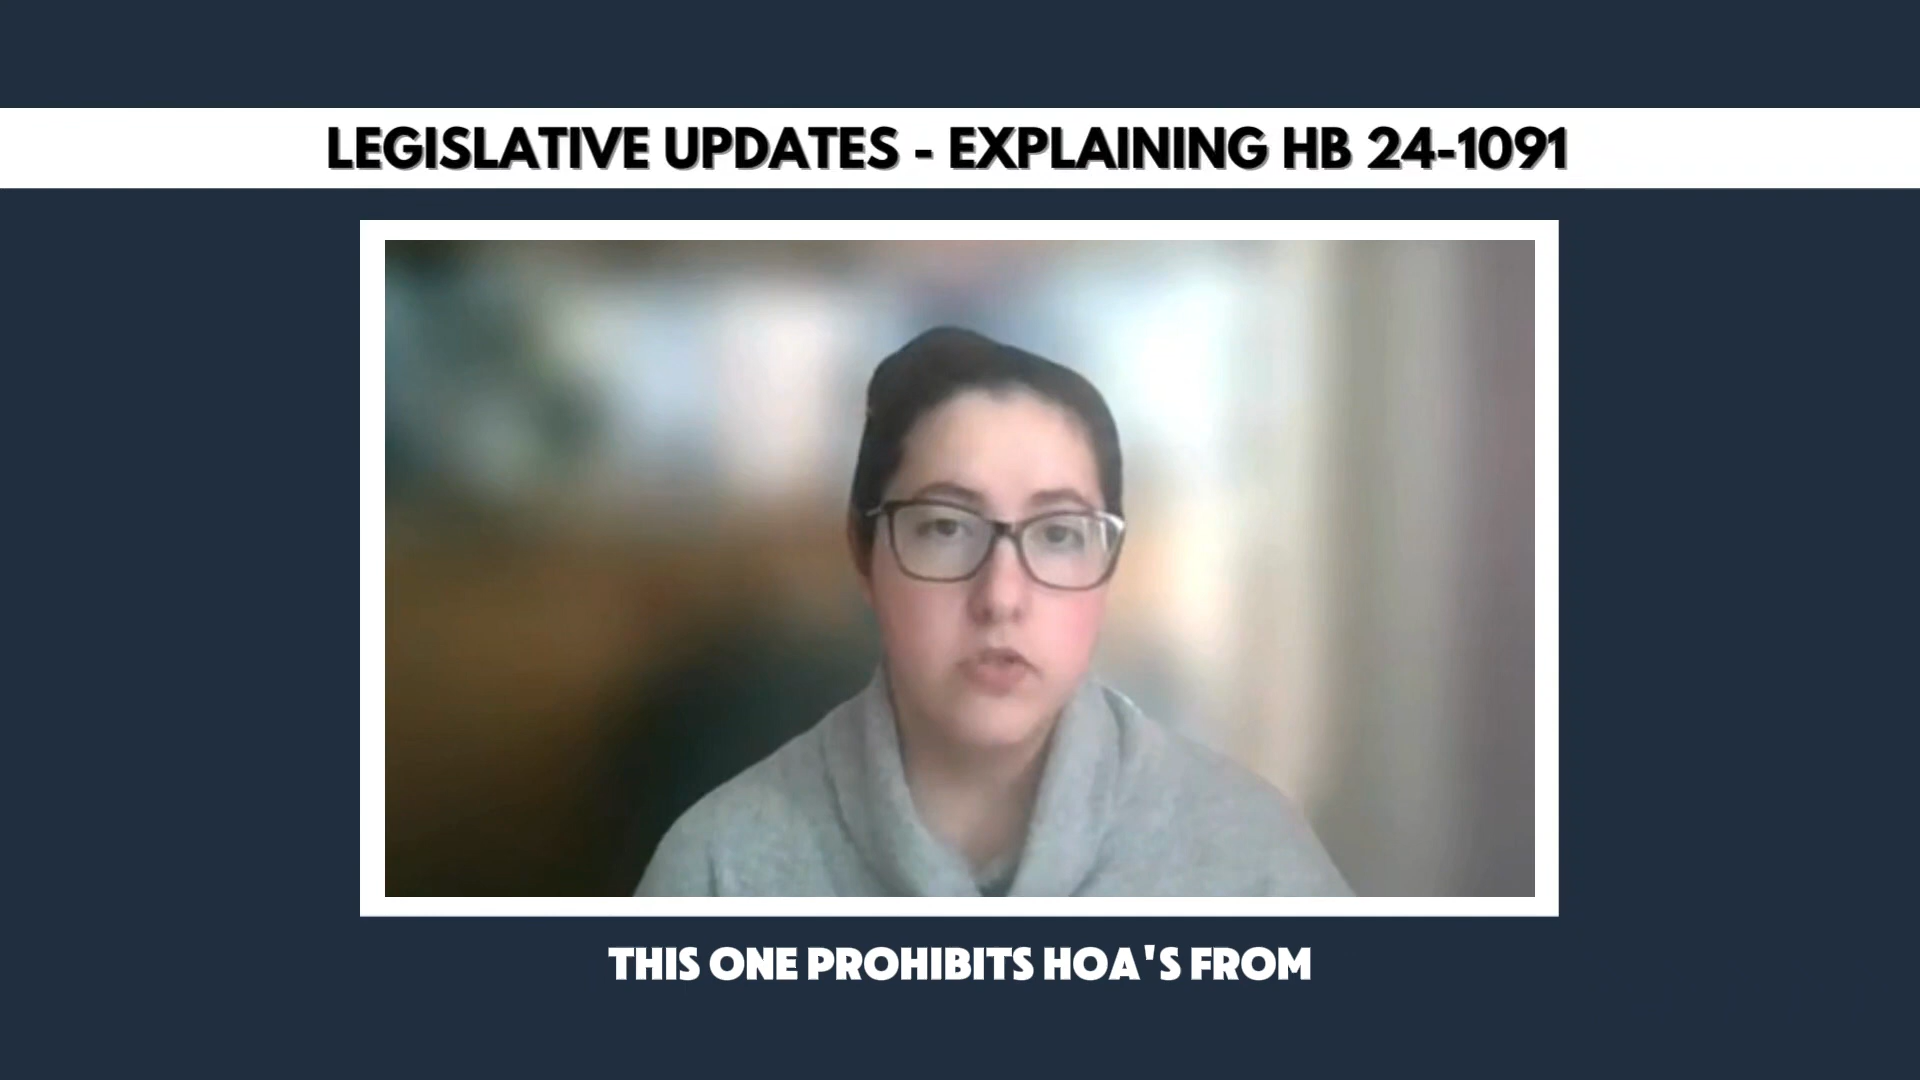 LEGISLATIVE UPDATES - EXPLAINING HB 24-1091
THIS ONE PROHIBITS HOA'S FROM